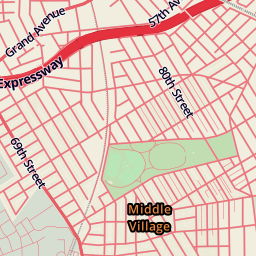 57th Av
Grand Avenue
Expressway
80th Street
69th Street
Middle
Village